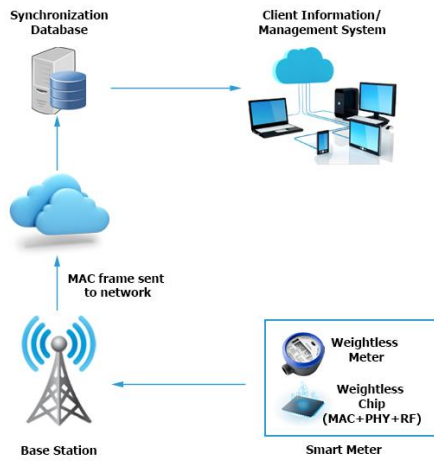 Synchronization
Database
Client Information/
Management System
MAC frame sent
to network
Weightless
Meter
Weightless
Chip
(MAC+PHY+RF)
Base Station
Smart Meter